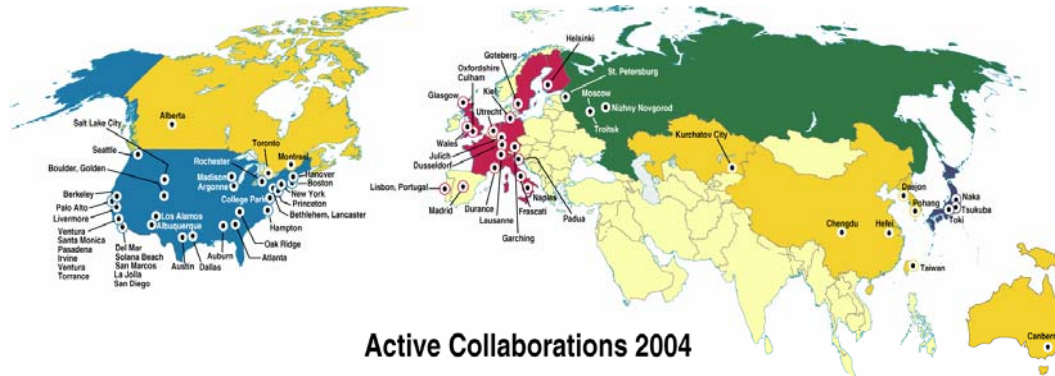 Alberta
Salt Lake City
Seattle
Boulder, Golden
Berkeley
Palo Alto
Livermore
Ventura
Santa Monica
Pasadena
Irvine
Ventura
Torrance
Del Mar
Solana Beach
San Marcos
La Jolla
San Diego
Los Alamos
Albuquerque
Austin
Dallas
Auburn
Atlanta
Oak Ridge
Hampton
Bethlehem, Lancaster
Princeton
New York
Boston
Hanover
Montreal
Toronto
Rochester
Madison
Argonne
College Park
Helsinki
Goteberg
Oxfordshire
Culham
Kiel
Glasgow
Utrecht
Wales
Julich
Dusseldorf
Lisbon, Portugal
Madrid
Durance
Lausanne
Garching
Frascati
Naples
Padua
St. Petersburg
Moscow
Nizhny Novgorod
Troitsk
Kurchatov City
Daejon
Pohang
Naka
Tsukuba
Toki
Chengdu
Hefei
Taiwan
Canberra
Active Collaborations 2004